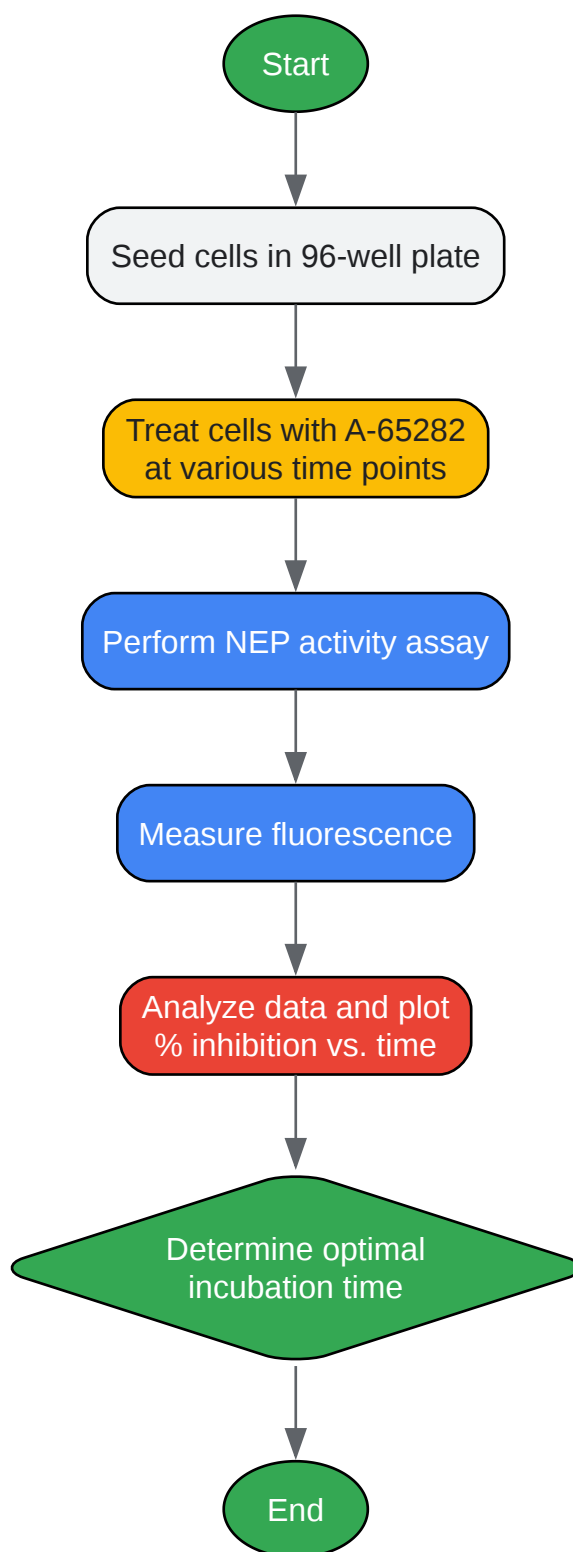 Start
Seed cells in 96-well plate
Treat cells with A-65282
at various time points
Perform NEP activity assay
Measure fluorescence
Analyze data and plot
% inhibition vs. time
Determine optimal
incubation time
End